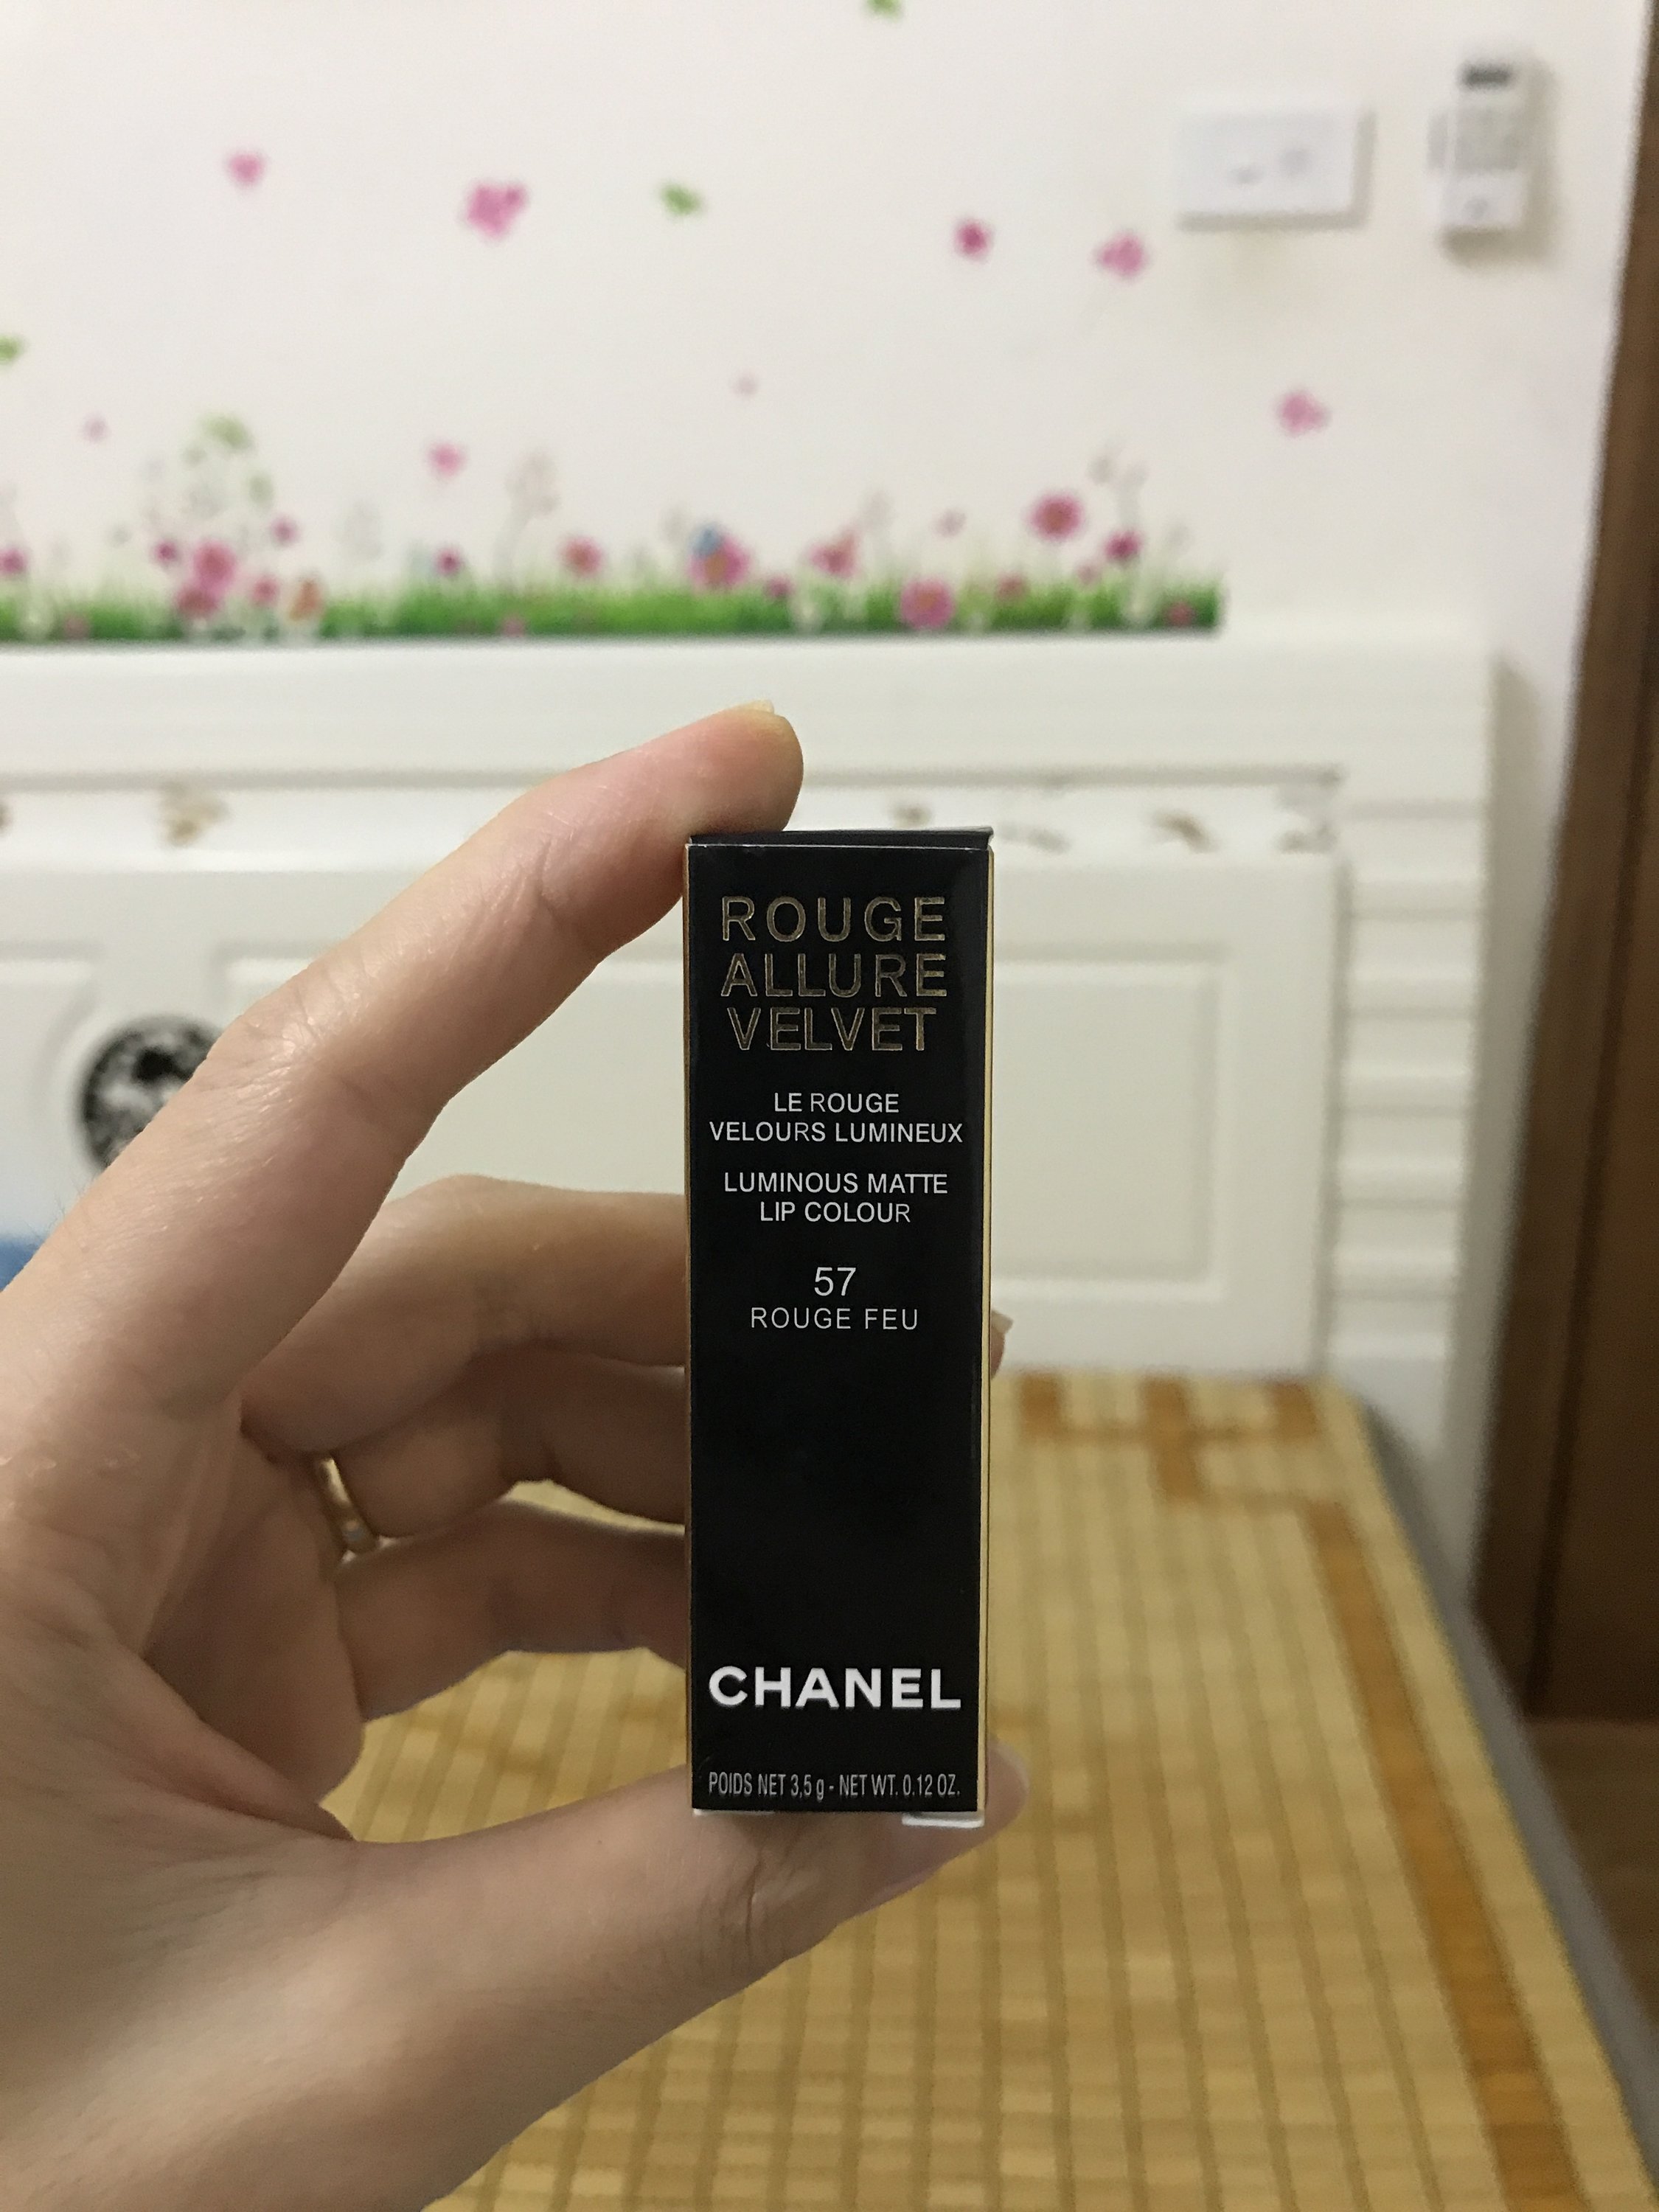 ROUGE
ALLURE
VELVET
LE ROUGE
VELOURS LUMINEUX
LUMINOUS MATTE
LIP COLOUR
57
ROUGE FEU
CHANEL
POIDS NET 3,5 g - NET WT. 0.12 OZ.